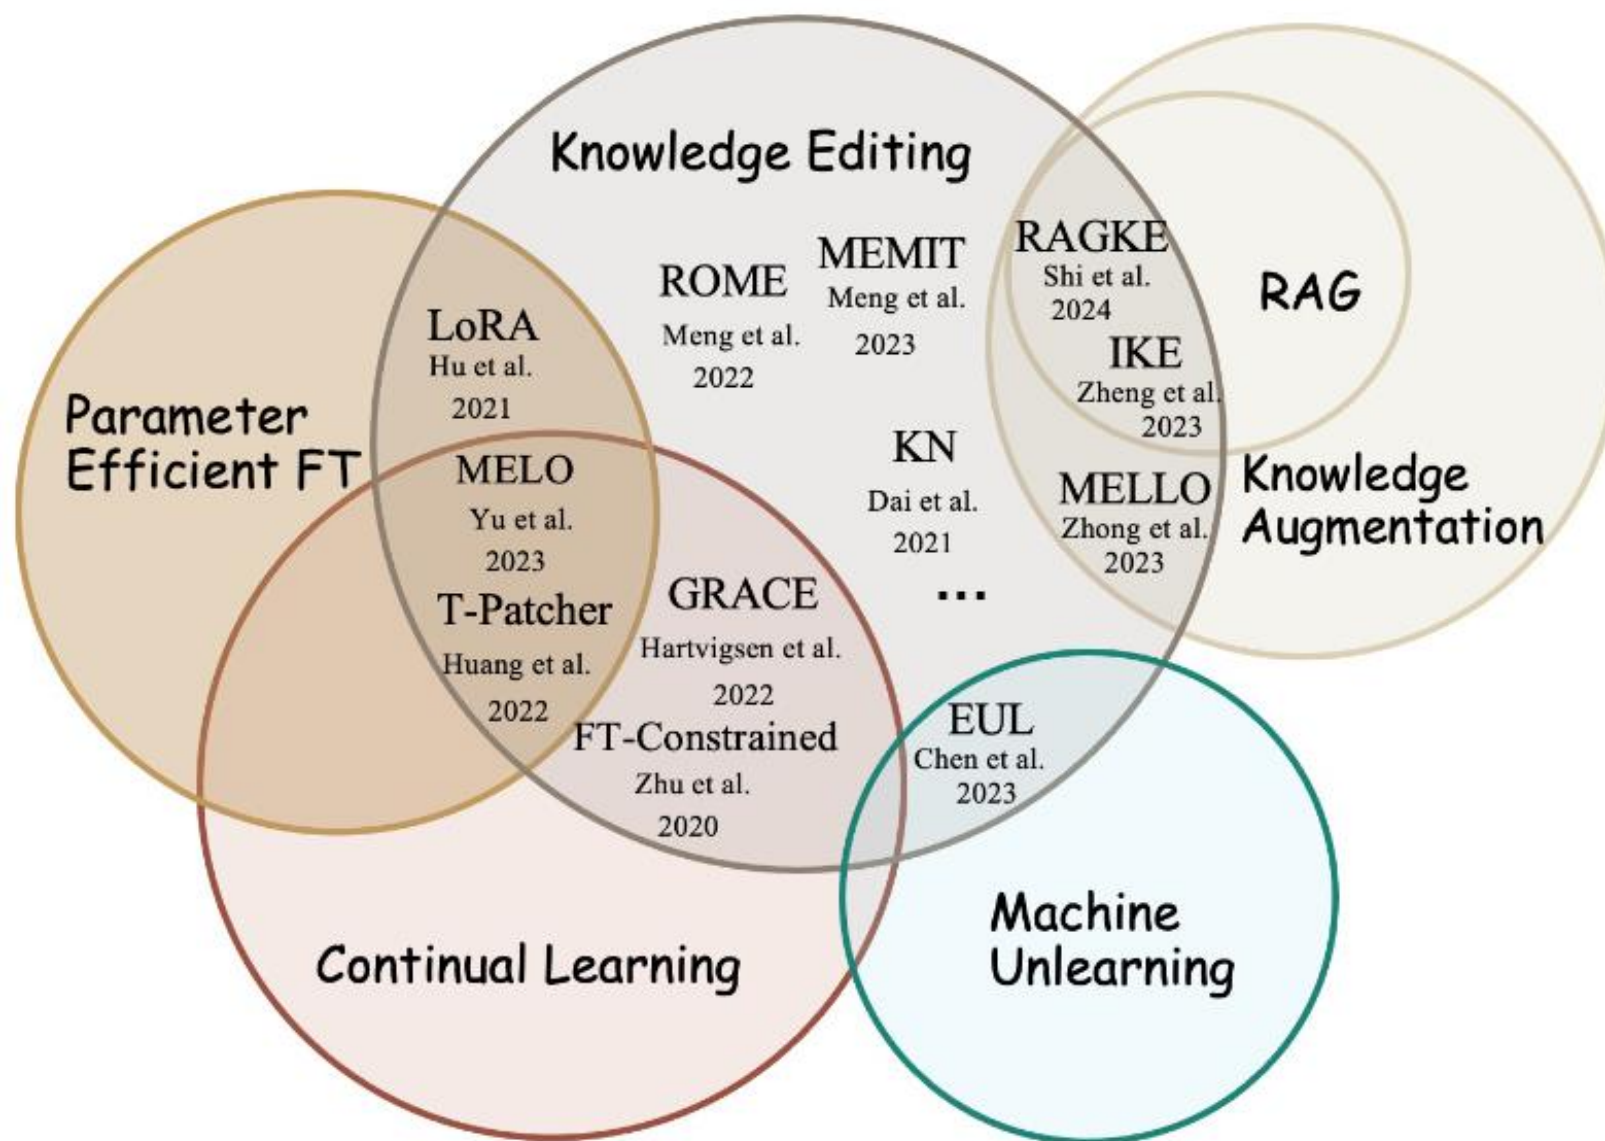 Knowledge Editing
ROME
Meng et al.
2022
MEMIT
Meng et al.
2023
RAGKE
Shi et al.
2024
IKE
Zheng et al.
2023
RAG
LoRA
Hu et al.
2021
Parameter
Efficient FT
MELO
Yu et al.
2023
T-Patcher
Huang et al.
2022
KN
Dai et al.
2021
...
MELLO
Zhong et al.
2023
Knowledge
Augmentation
GRACE
Hartvigsen et al.
2022
FT-Constrained
Zhu et al.
2020
EUL
Chen et al.
2023
Continual Learning
Machine
Unlearning